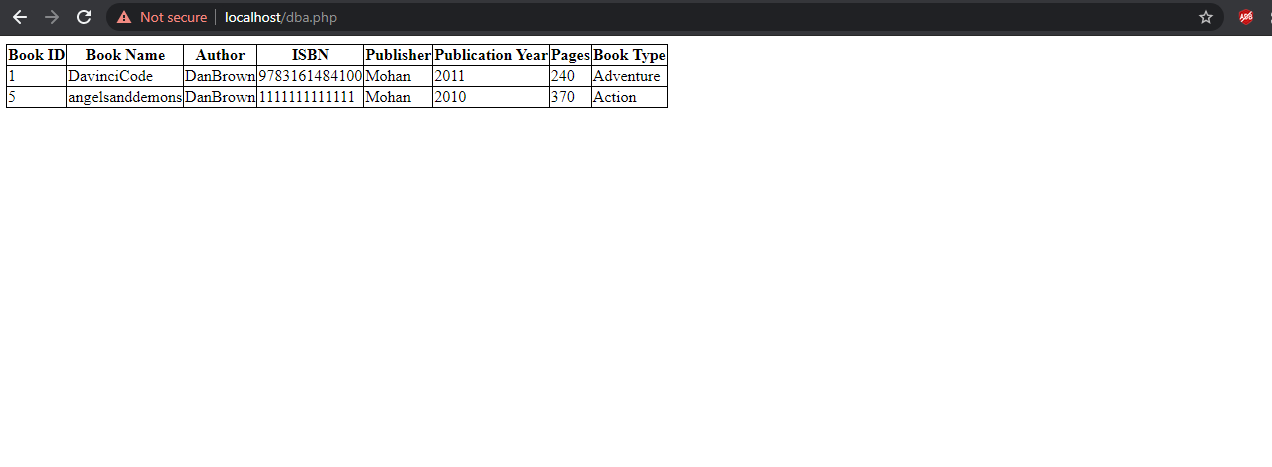 Not secure | localhost/dba.php ABP
Book ID Book Name Author ISBN Publisher Publication Year Pages Book Type
1 DavinciCode DanBrown 9783161484100 Mohan 2011 240 Adventure
5 angelsanddemons DanBrown 1111111111111 Mohan 2010 370 Action